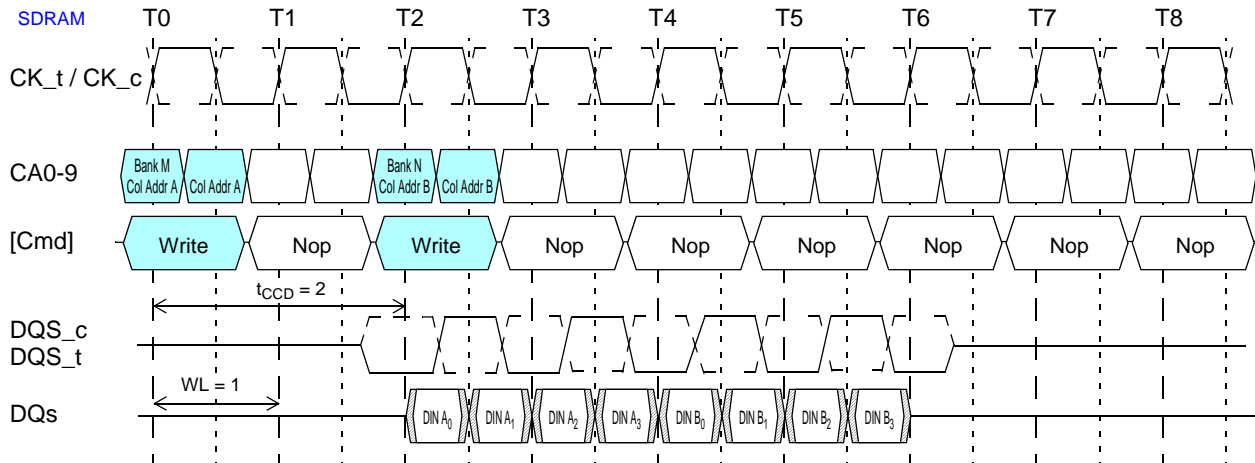 SDRAM T0 T1 T2 T3 T4 T5 T6 T7 T8
CK_t / CK_c
CA0-9
Bank M
Col Addr A
Col Addr A
Bank N
Col Addr B
Col Addr B
[Cmd] Write Nop Write Nop Nop Nop Nop Nop Nop
tCCD = 2
DQS_c
DQS_t
WL = 1
DQs DIN A0 DIN A1 DIN A2 DIN A3 DIN B0 DIN B1 DIN B2 DIN B3